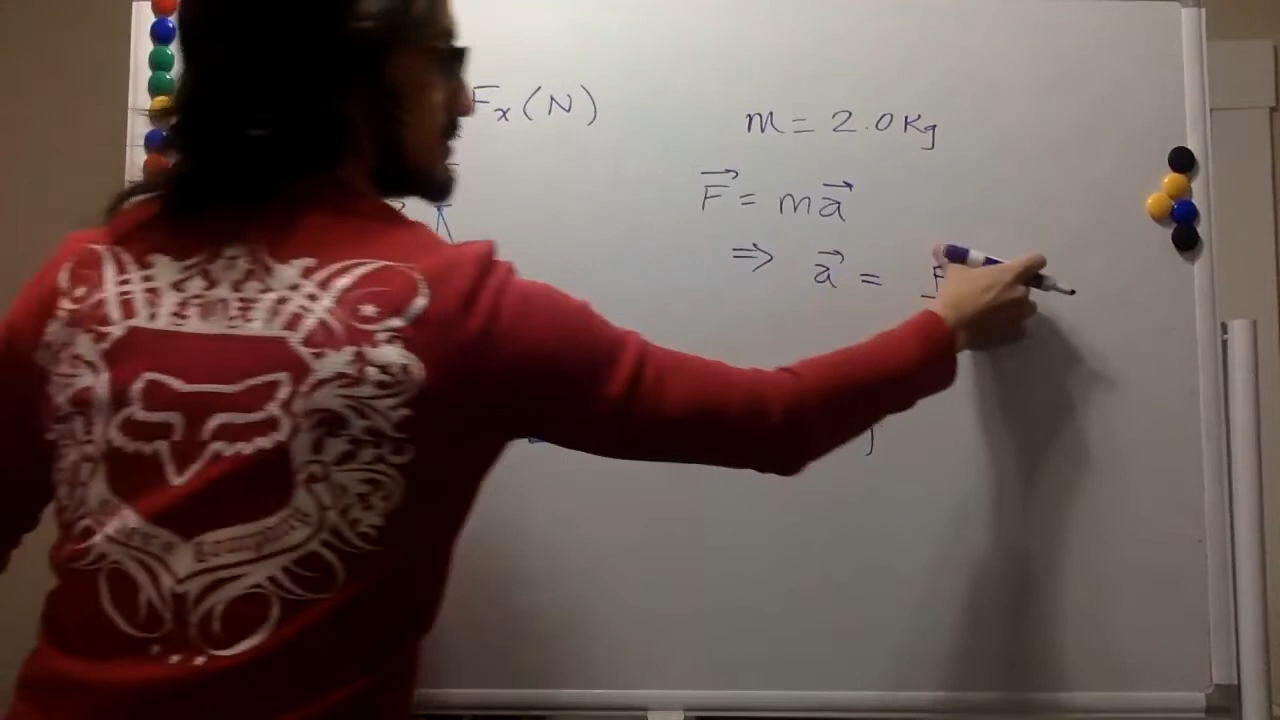 Fx (N)
m = 2.0 Kg
F = ma
⇒ a = F